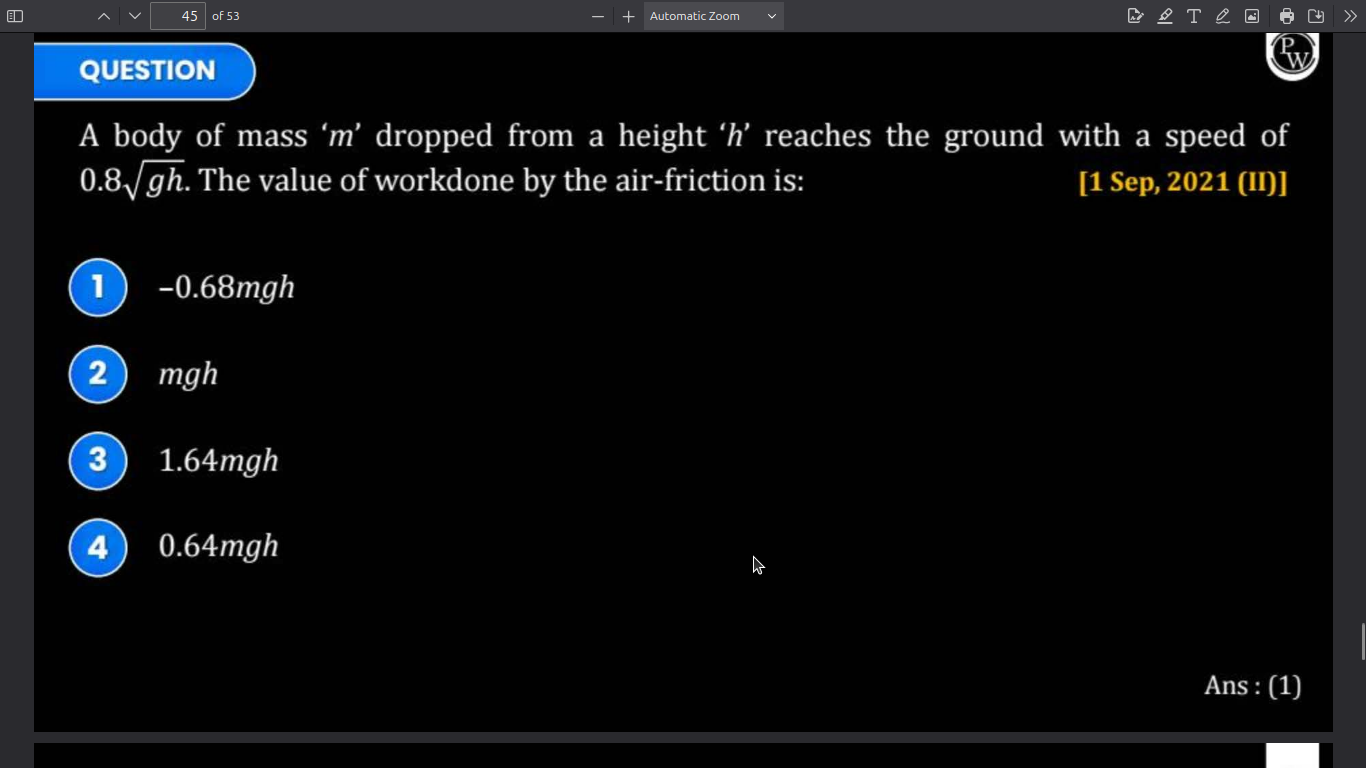 45 of 53 Automatic Zoom
QUESTION
PW
A body of mass ‘m’ dropped from a height ‘h’ reaches the ground with a speed of
0.8√gh. The value of workdone by the air-friction is: [1 Sep, 2021 (II)]
1 –0.68mgh
2 mgh
3 1.64mgh
4 0.64mgh
Ans : (1)